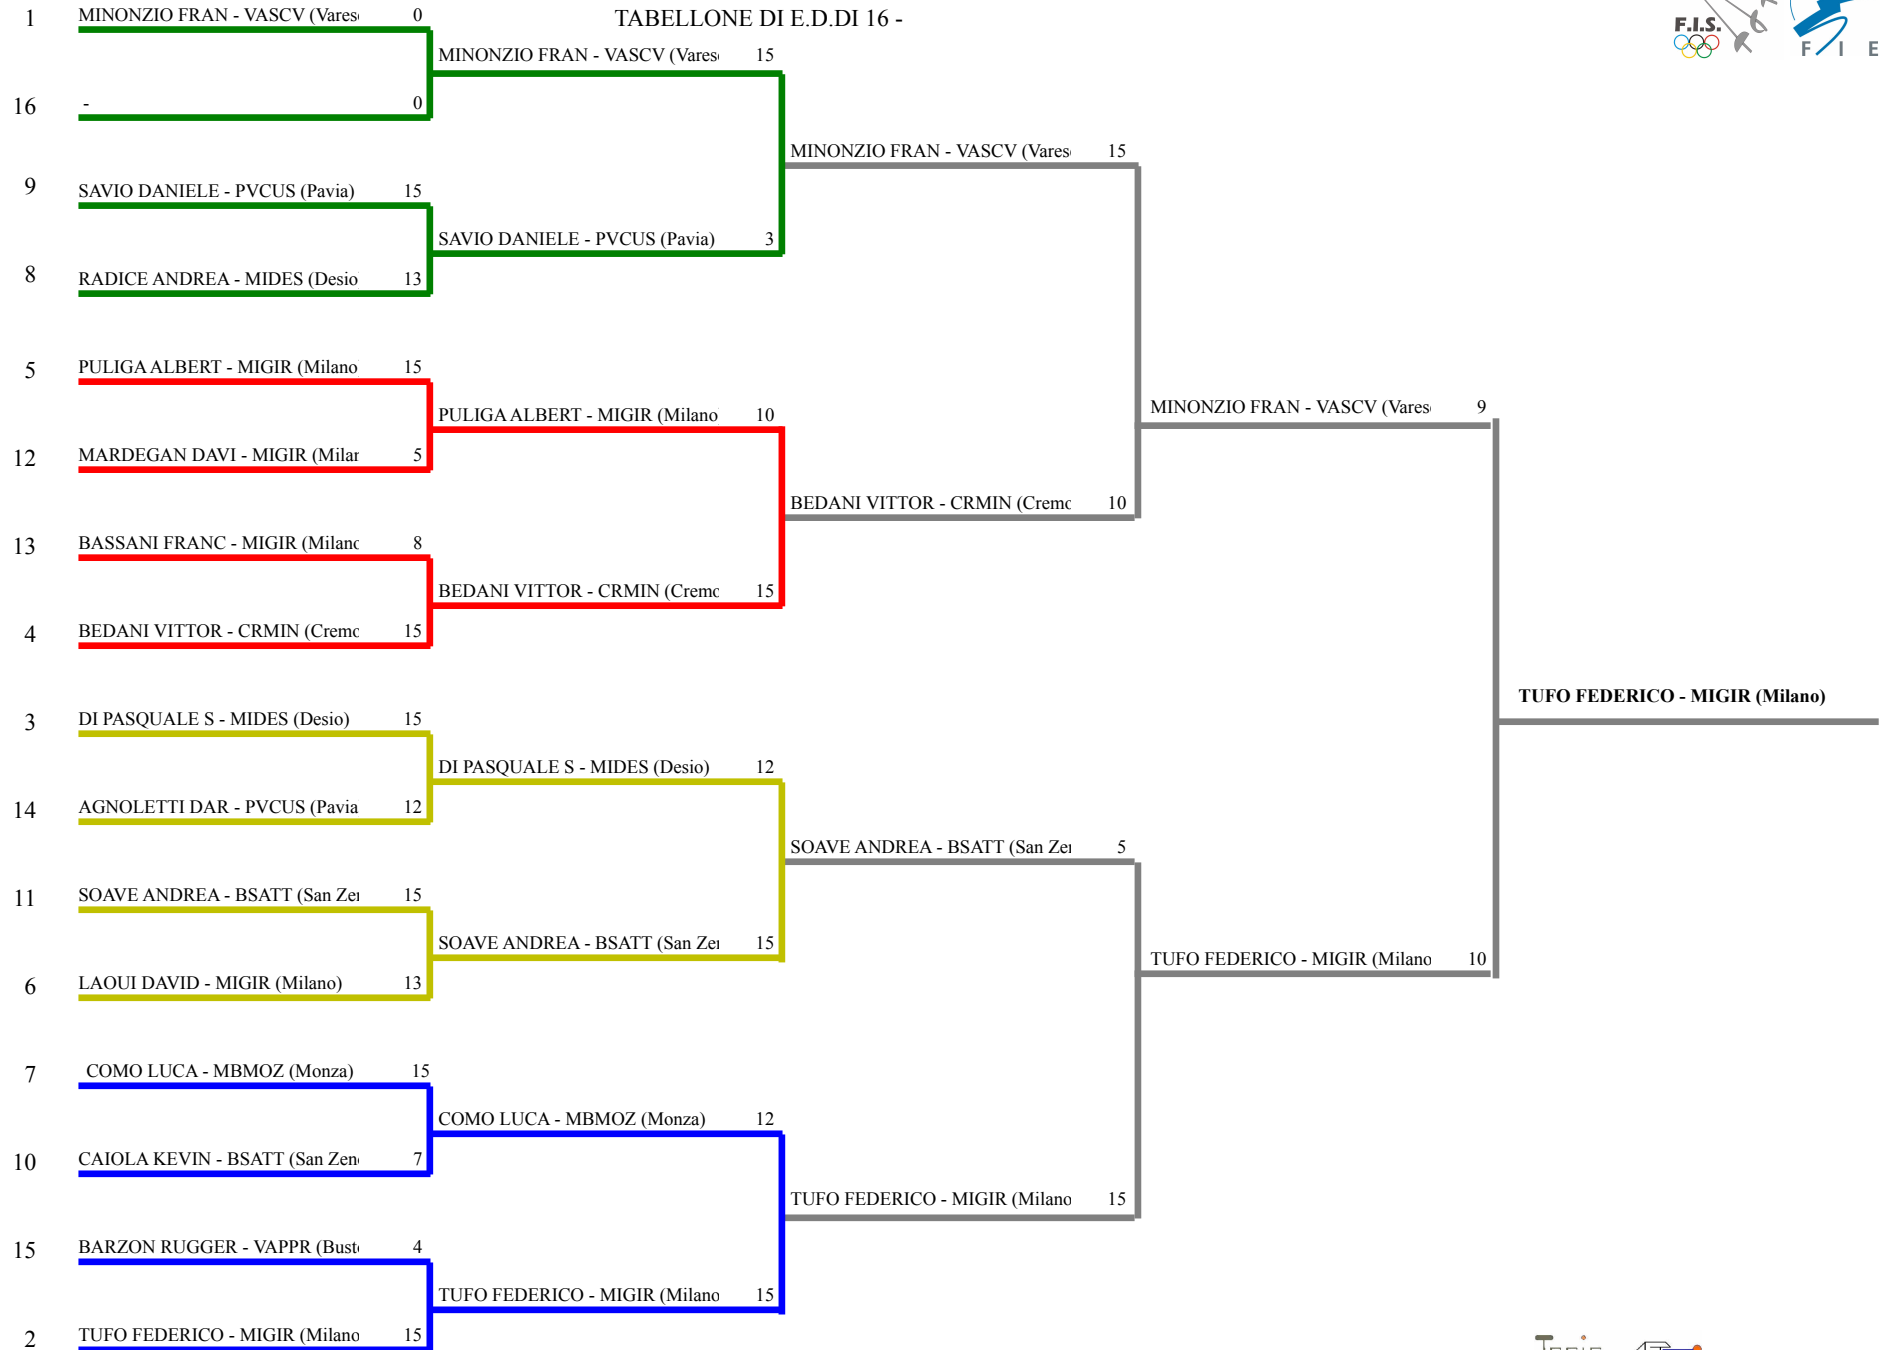 TABELLONE DI E.D.DI 16 -
F.I.S.
F I E
1 MINONZIO FRAN - VASCV (Vares 0
MINONZIO FRAN - VASCV (Vares 15
16 - 0
MINONZIO FRAN - VASCV (Vares 15
9 SAVIO DANIELE - PVCUS (Pavia) 15
SAVIO DANIELE - PVCUS (Pavia) 3
8 RADICE ANDREA - MIDES (Desio 13
5 PULIGA ALBERT - MIGIR (Milano 15
PULIGA ALBERT - MIGIR (Milano 10
MINONZIO FRAN - VASCV (Vares 9
12 MARDEGAN DAVI - MIGIR (Milan 5
BEDANI VITTOR - CRMIN (Cremo 10
13 BASSANI FRANC - MIGIR (Milano 8
BEDANI VITTOR - CRMIN (Cremo 15
4 BEDANI VITTOR - CRMIN (Cremo 15
TUFO FEDERICO - MIGIR (Milano)
3 DI PASQUALE S - MIDES (Desio) 15
DI PASQUALE S - MIDES (Desio) 12
14 AGNOLETTI DAR - PVCUS (Pavia 12
SOAVE ANDREA - BSATT (San Zen 5
11 SOAVE ANDREA - BSATT (San Zen 15
SOAVE ANDREA - BSATT (San Zen 15
TUFO FEDERICO - MIGIR (Milano 10
6 LAOUI DAVID - MIGIR (Milano) 13
7 COMO LUCA - MBMOZ (Monza) 15
COMO LUCA - MBMOZ (Monza) 12
10 CAIOLA KEVIN - BSATT (San Zen 7
TUFO FEDERICO - MIGIR (Milano 15
15 BARZON RUGGER - VAPPR (Bust 4
TUFO FEDERICO - MIGIR (Milano 15
2 TUFO FEDERICO - MIGIR (Milano 15